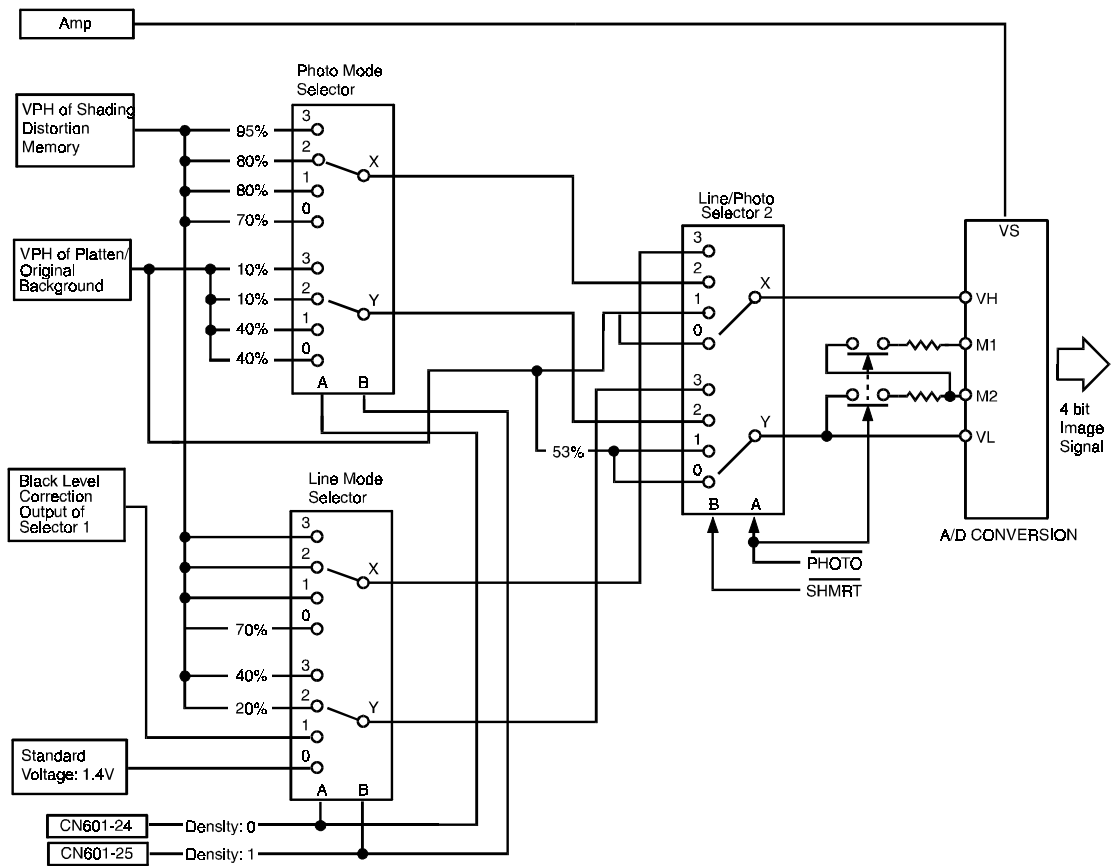 Amp
Photo Mode
Selector
VPH of Shading
Distortion
Memory
3
95%
2
80%
X
1
80%
0
70%
VPH of Platten/
Original
Background
3
10%
2
10%
Y
1
40%
0
40%
A B
Line/Photo
Selector 2
3
2
X
1
0
3
2
Y
1
53%
0
B A
PHOTO
SHMRT
VS
VH
M1
M2
VL
A/D CONVERSION
4 bit
Image
Signal
Black Level
Correction
Output of
Selector 1
Line Mode
Selector
3
2
X
1
0
70%
3
40%
2
20%
Y
1
0
A B
Standard
Voltage: 1.4V
CN601-24
Density: 0
CN601-25
Density: 1